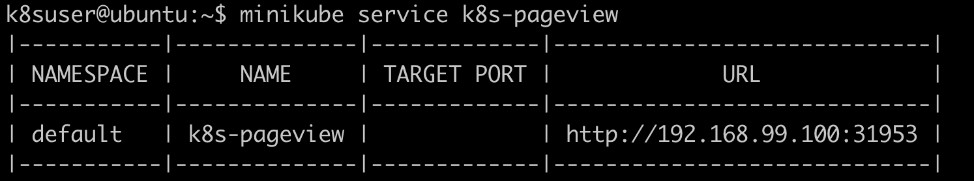 k8suser@ubuntu:~$ minikube service k8s-pageview
|-----------|--------------|-------------|-----------------------------|
| NAMESPACE |     NAME     | TARGET PORT |             URL             |
|-----------|--------------|-------------|-----------------------------|
| default   | k8s-pageview |             | http://192.168.99.100:31953 |
|-----------|--------------|-------------|-----------------------------|